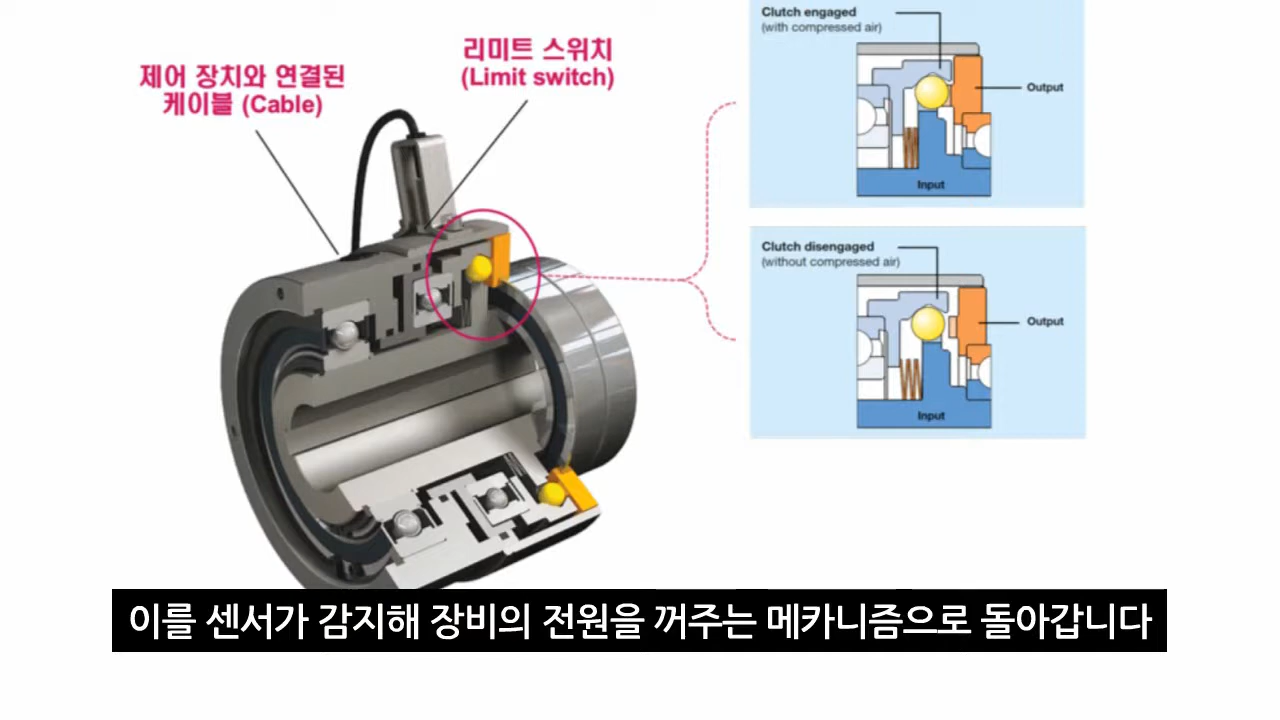 제어 장치와 연결된
케이블 (Cable)
리미트 스위치
(Limit switch)
Clutch engaged
(with compressed air)
Output
Input
Clutch disengaged
(without compressed air)
Output
Input
이를 센서가 감지해 장비의 전원을 꺼주는 메카니즘으로 돌아갑니다